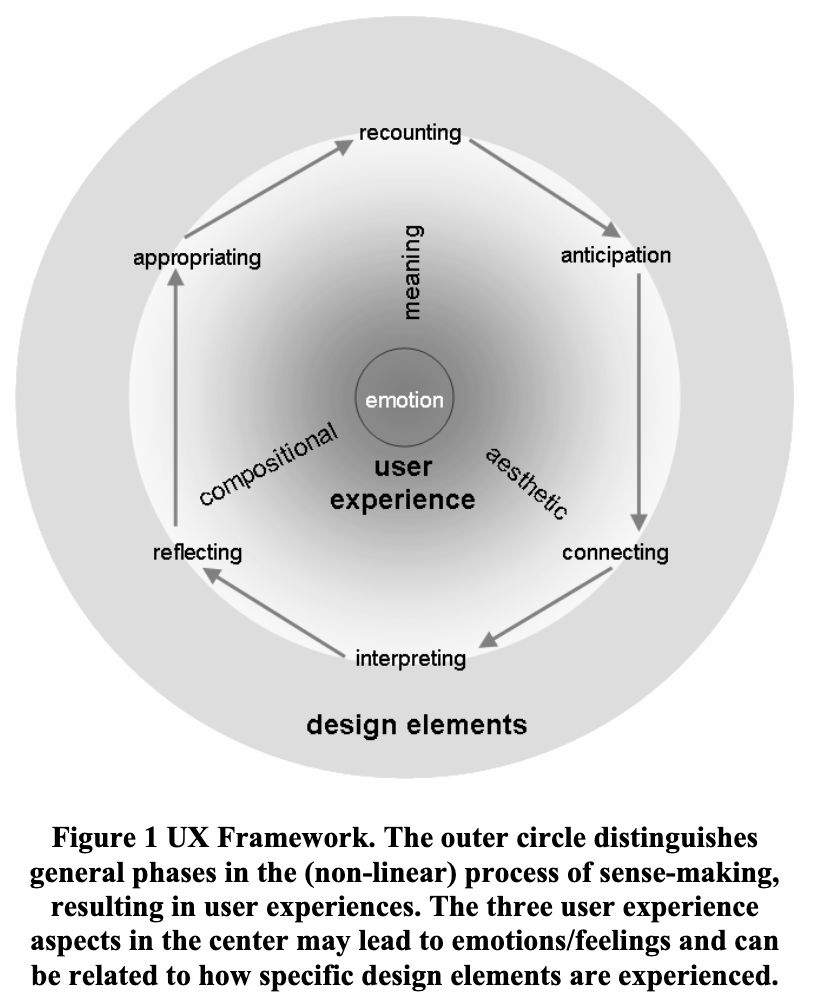 recounting
appropriating
anticipation
meaning
emotion
compositional
aesthetic
user
experience
reflecting
connecting
interpreting
design elements
Figure 1 UX Framework. The outer circle distinguishes
general phases in the (non-linear) process of sense-making,
resulting in user experiences. The three user experience
aspects in the center may lead to emotions/feelings and can
be related to how specific design elements are experienced.